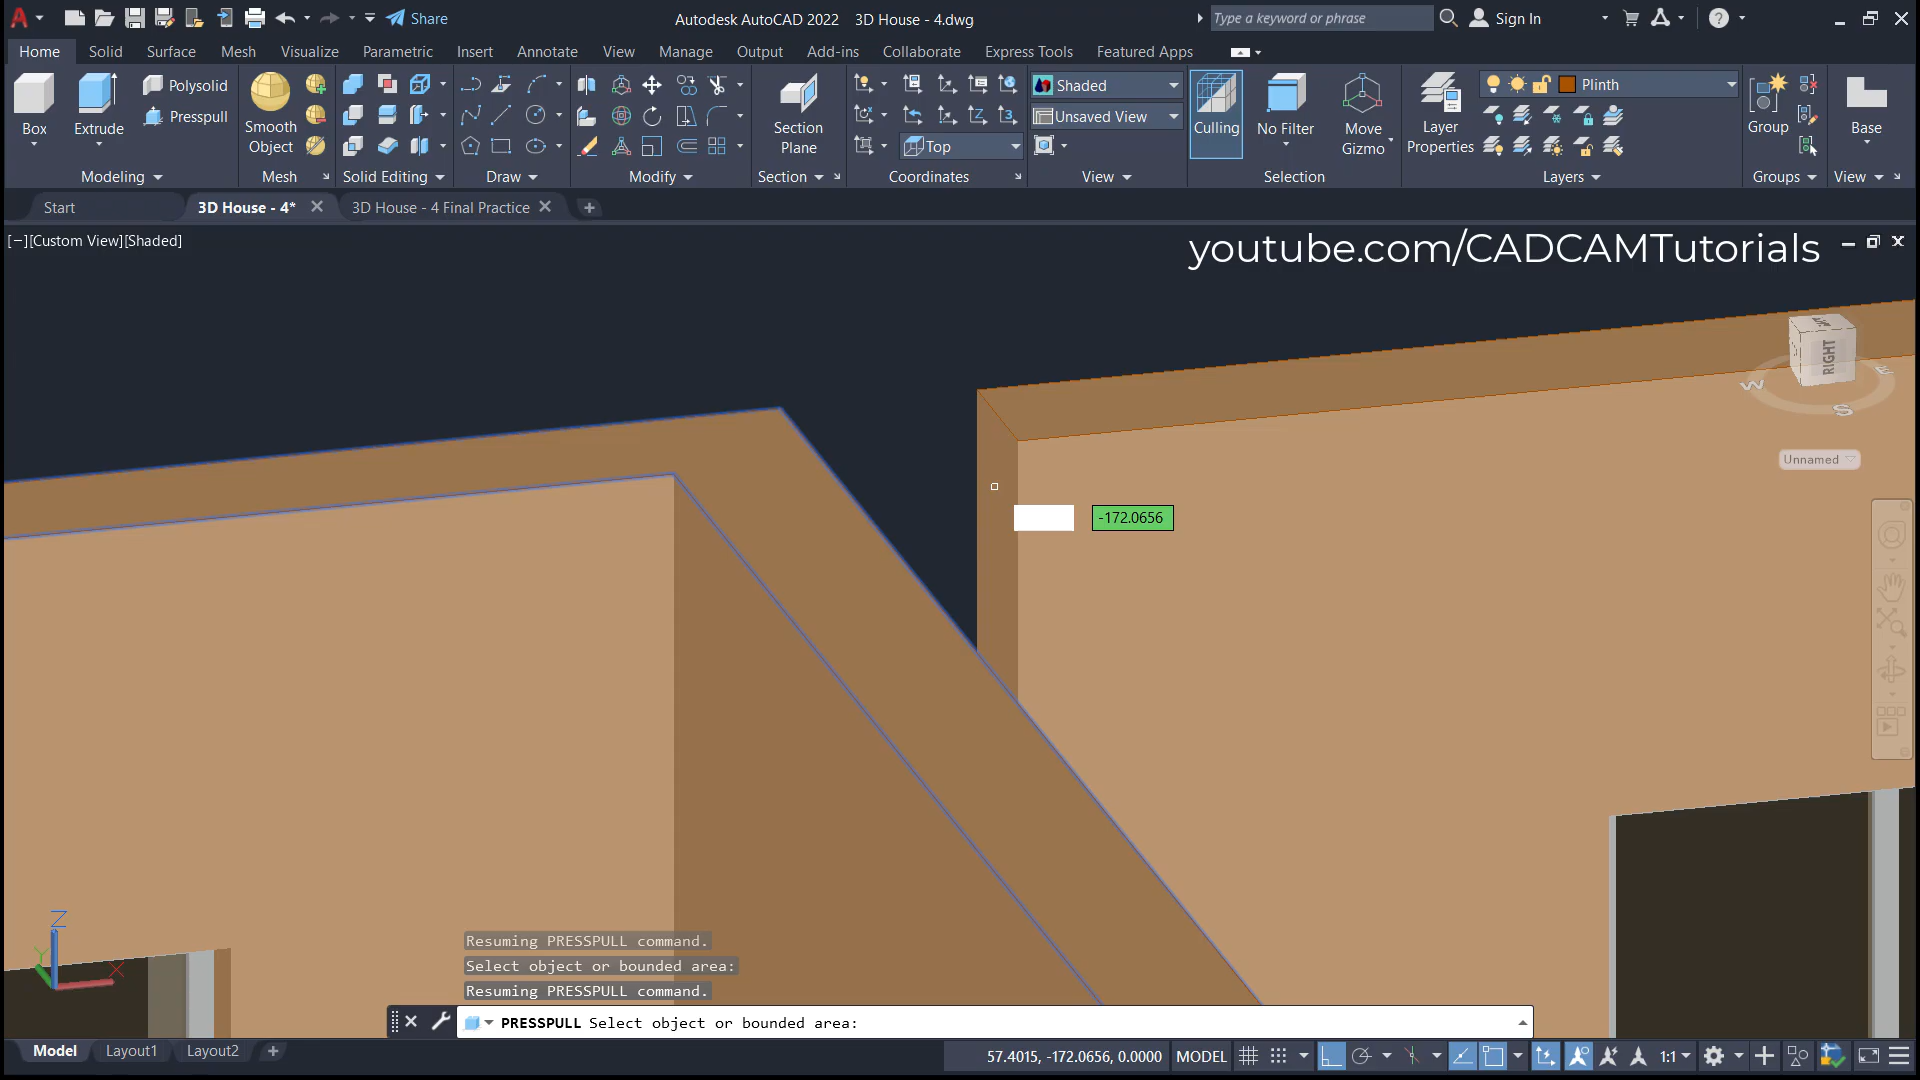 Share
Autodesk AutoCAD 2022 3D House - 4.dwg
Type a keyword or phrase
Sign In
Home Solid Surface Mesh Visualize Parametric Insert Annotate View Manage Output Add-ins Collaborate Express Tools Featured Apps
Box
Extrude
Polysolid
Presspull
Smooth Object
Section Plane
Top
Shaded
Unsaved View
Culling
No Filter
Move Gizmo
Layer Properties
Plinth
Group
Base
Modeling Mesh Solid Editing Draw Modify Section Coordinates View Selection Layers Groups View
Start 3D House - 4* 3D House - 4 Final Practice
[−][Custom View][Shaded]
youtube.com/CADCAMTutorials
RIGHT
W
S
E
Unnamed
-172.0656
Z
Y
X
Resuming PRESSPULL command.
Select object or bounded area:
Resuming PRESSPULL command.
PRESSPULL Select object or bounded area:
Model Layout1 Layout2
57.4015, -172.0656, 0.0000 MODEL 1:1